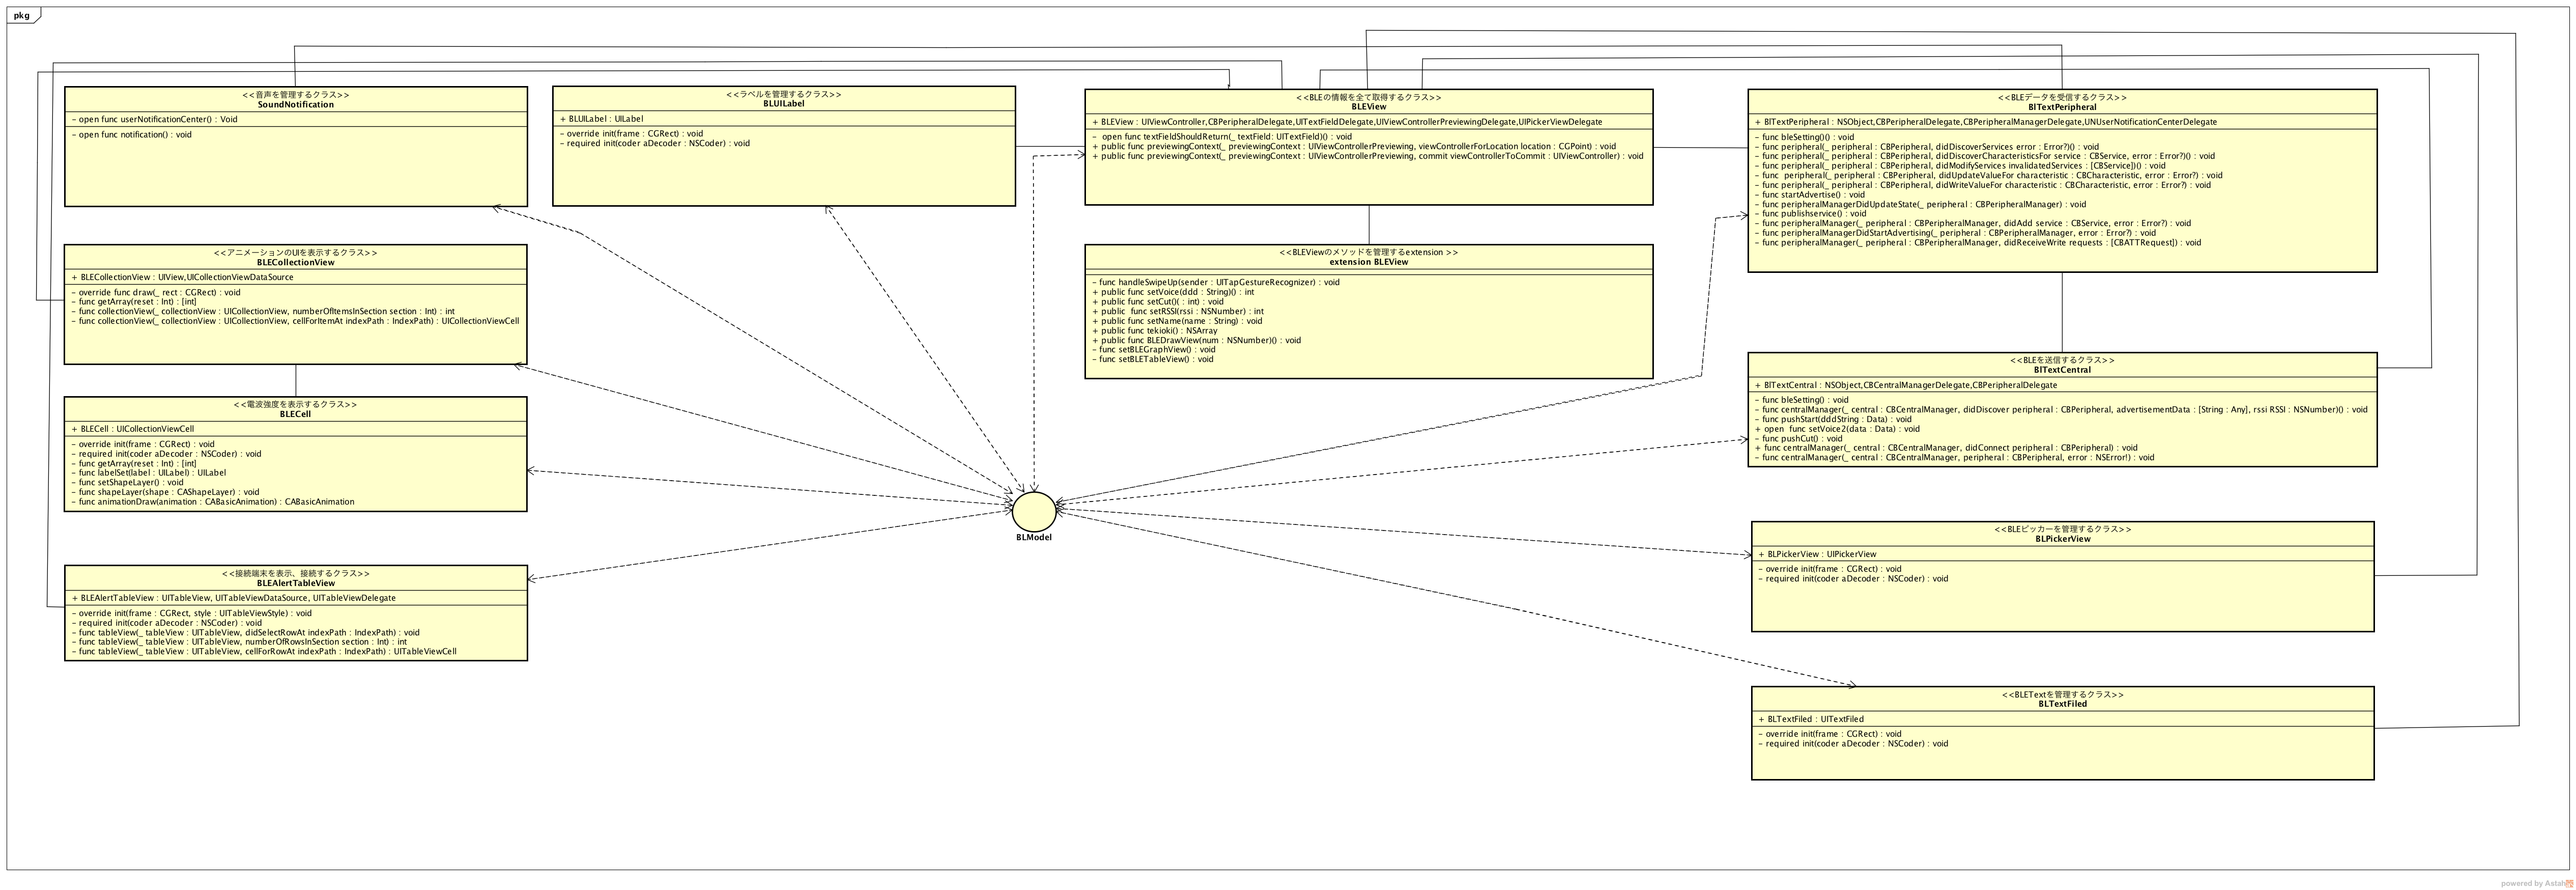 pkg
<<音声を管理するクラス>>
SoundNotification
– open func userNotificationCenter() : Void
– open func notification() : void
<<ラベルを管理するクラス>>
BLUILabel
+ BLUILabel : UILabel
– override init(frame : CGRect) : void
– required init(coder aDecoder : NSCoder) : void
<<BLEの情報を全て取得するクラス>>
BLEView
+ BLEView : UIViewController,CBPeripheralDelegate,UITextFieldDelegate,UIViewControllerPreviewingDelegate,UIPickerViewDelegate
–  open func textFieldShouldReturn(_ textField: UITextField)() : void
+ public func previewingContext(_ previewingContext : UIViewControllerPreviewing, viewControllerForLocation location : CGPoint) : void
+ public func previewingContext(_ previewingContext : UIViewControllerPreviewing, commit viewControllerToCommit : UIViewController) : void
<<BLEデータを受信するクラス>>
BlTextPeripheral
+ BlTextPeripheral : NSObject,CBPeripheralDelegate,CBPeripheralManagerDelegate,UNUserNotificationCenterDelegate
– func bleSetting()() : void
– func peripheral(_ peripheral : CBPeripheral, didDiscoverServices error : Error?)() : void
– func peripheral(_ peripheral : CBPeripheral, didDiscoverCharacteristicsFor service : CBService, error : Error?)() : void
– func peripheral(_ peripheral : CBPeripheral, didModifyServices invalidatedServices : [CBService])() : void
– func  peripheral(_ peripheral : CBPeripheral, didUpdateValueFor characteristic : CBCharacteristic, error : Error?) : void
– func peripheral(_ peripheral : CBPeripheral, didWriteValueFor characteristic : CBCharacteristic, error : Error?) : void
– func startAdvertise() : void
– func peripheralManagerDidUpdateState(_ peripheral : CBPeripheralManager) : void
– func publishservice() : void
– func peripheralManager(_ peripheral : CBPeripheralManager, didAdd service : CBService, error : Error?) : void
– func peripheralManagerDidStartAdvertising(_ peripheral : CBPeripheralManager, error : Error?) : void
– func peripheralManager(_ peripheral : CBPeripheralManager, didReceiveWrite requests : [CBATTRequest]) : void
<<アニメーションのUIを表示するクラス>>
BLECollectionView
+ BLECollectionView : UIView,UICollectionViewDataSource
– override func draw(_ rect : CGRect) : void
– func getArray(reset : Int) : [int]
– func collectionView(_ collectionView : UICollectionView, numberOfItemsInSection section : Int) : int
– func collectionView(_ collectionView : UICollectionView, cellForItemAt indexPath : IndexPath) : UICollectionViewCell
<<BLEViewのメソッドを管理するextension >>
extension BLEView
– func handleSwipeUp(sender : UITapGestureRecognizer) : void
+ public func setVoice(ddd : String)() : int
+ public func setCut()( : int) : void
+ public  func setRSSI(rssi : NSNumber) : int
+ public func setName(name : String) : void
+ public func tekioki() : NSArray
+ public func BLEDrawView(num : NSNumber)() : void
– func setBLEGraphView() : void
– func setBLETableView() : void
<<BLEを送信するクラス>>
BlTextCentral
+ BlTextCentral : NSObject,CBCentralManagerDelegate,CBPeripheralDelegate
– func bleSetting() : void
– func centralManager(_ central : CBCentralManager, didDiscover peripheral : CBPeripheral, advertisementData : [String : Any], rssi RSSI : NSNumber)() : void
– func pushStart(dddString : Data) : void
+ open  func setVoice2(data : Data) : void
– func pushCut() : void
+ func centralManager(_ central : CBCentralManager, didConnect peripheral : CBPeripheral) : void
– func centralManager(_ central : CBCentralManager, peripheral : CBPeripheral, error : NSError!) : void
<<電波強度を表示するクラス>>
BLECell
+ BLECell : UICollectionViewCell
– override init(frame : CGRect) : void
– required init(coder aDecoder : NSCoder) : void
– func getArray(reset : Int) : [int]
– func labelSet(label : UILabel) : UILabel
– func setShapeLayer() : void
– func shapeLayer(shape : CAShapeLayer) : void
– func animationDraw(animation : CABasicAnimation) : CABasicAnimation
BLModel
<<BLEピッカーを管理するクラス>>
BLPickerView
+ BLPickerView : UIPickerView
– override init(frame : CGRect) : void
– required init(coder aDecoder : NSCoder) : void
<<接続端末を表示、接続するクラス>>
BLEAlertTableView
+ BLEAlertTableView : UITableView, UITableViewDataSource, UITableViewDelegate
– override init(frame : CGRect, style : UITableViewStyle) : void
– required init(coder aDecoder : NSCoder) : void
– func tableView(_ tableView : UITableView, didSelectRowAt indexPath : IndexPath) : void
– func tableView(_ tableView : UITableView, numberOfRowsInSection section : Int) : int
– func tableView(_ tableView : UITableView, cellForRowAt indexPath : IndexPath) : UITableViewCell
<<BLETextを管理するクラス>>
BLTextFiled
+ BLTextFiled : UITextFiled
– override init(frame : CGRect) : void
– required init(coder aDecoder : NSCoder) : void
powered by Astah